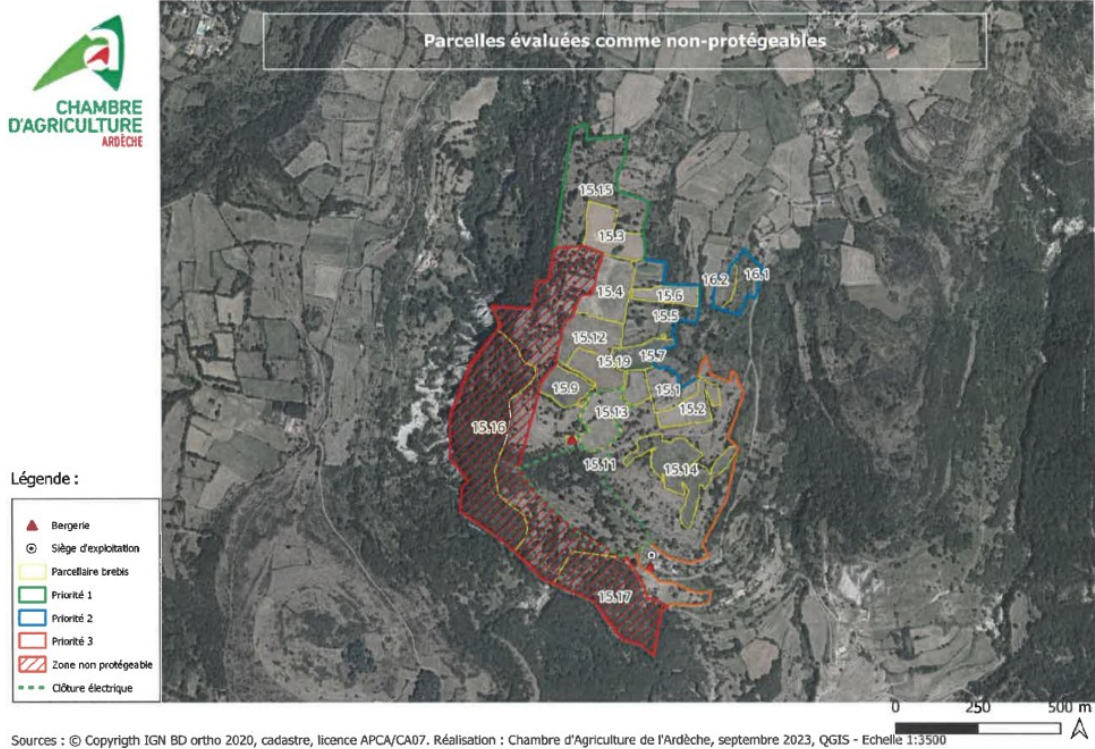 CHAMBRE
D'AGRICULTURE
ARDÈCHE
Parcelles évaluées comme non-protégeables
15.15
15.3
16.2
16.1
15.4
15.6
15.5
15.12
15.19
15.7
15.9
15.1
15.13
15.2
15.16
15.11
15.14
15.17
Légende :
Bergerie
Siège d'exploitation
Parcellaire brebis
Priorité 1
Priorité 2
Priorité 3
Zone non protégeable
Clôture électrique
0 250 500 m
Sources : © Copyrigth IGN BD ortho 2020, cadastre, licence APCA/CA07. Réalisation : Chambre d'Agriculture de l'Ardèche, septembre 2023, QGIS - Echelle 1:3500